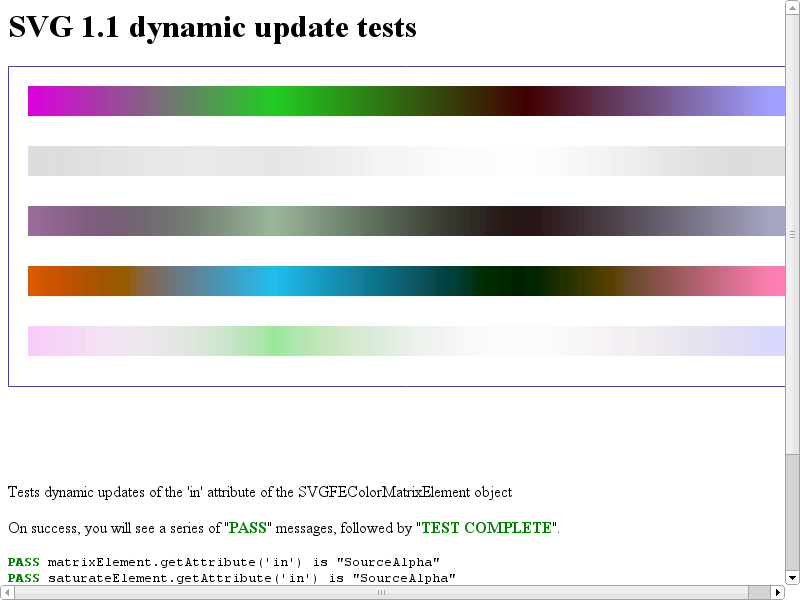 SVG 1.1 dynamic update tests
Tests dynamic updates of the 'in' attribute of the SVGFEColorMatrixElement object
On success, you will see a series of "PASS" messages, followed by "TEST COMPLETE".
PASS matrixElement.getAttribute('in') is "SourceAlpha"
PASS saturateElement.getAttribute('in') is "SourceAlpha"